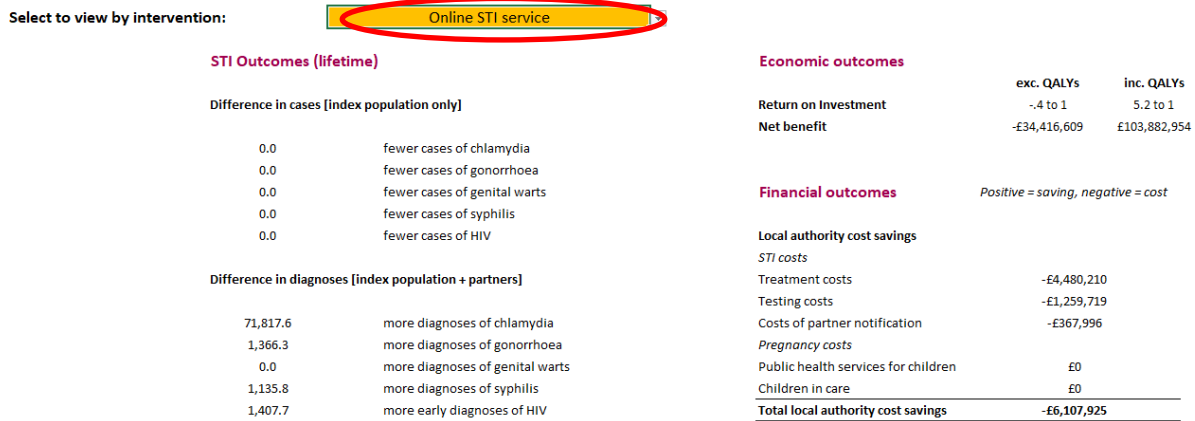 Select to view by intervention: Online STI service
STI Outcomes (lifetime)
Difference in cases [index population only]
0.0 fewer cases of chlamydia
0.0 fewer cases of gonorrhoea
0.0 fewer cases of genital warts
0.0 fewer cases of syphilis
0.0 fewer cases of HIV
Difference in diagnoses [index population + partners]
71,817.6 more diagnoses of chlamydia
1,366.3 more diagnoses of gonorrhoea
0.0 more diagnoses of genital warts
1,135.8 more diagnoses of syphilis
1,407.7 more early diagnoses of HIV
Economic outcomes
exc. QALYs inc. QALYs
Return on Investment -.4 to 1 5.2 to 1
Net benefit -£34,416,609 £103,882,954
Financial outcomes Positive = saving, negative = cost
Local authority cost savings
STI costs
Treatment costs -£4,480,210
Testing costs -£1,259,719
Costs of partner notification -£367,996
Pregnancy costs
Public health services for children £0
Children in care £0
Total local authority cost savings -£6,107,925